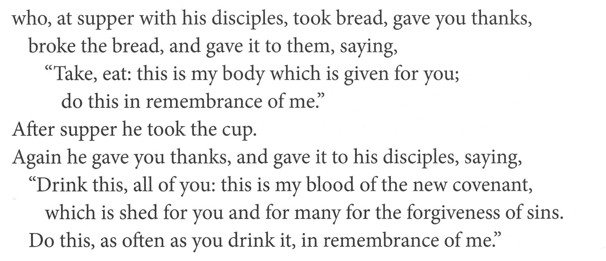 who, at supper with his disciples, took bread, gave you thanks,
broke the bread, and gave it to them, saying,
“Take, eat: this is my body which is given for you;
do this in remembrance of me.”
After supper he took the cup.
Again he gave you thanks, and gave it to his disciples, saying,
“Drink this, all of you: this is my blood of the new covenant,
which is shed for you and for many for the forgiveness of sins.
Do this, as often as you drink it, in remembrance of me.”